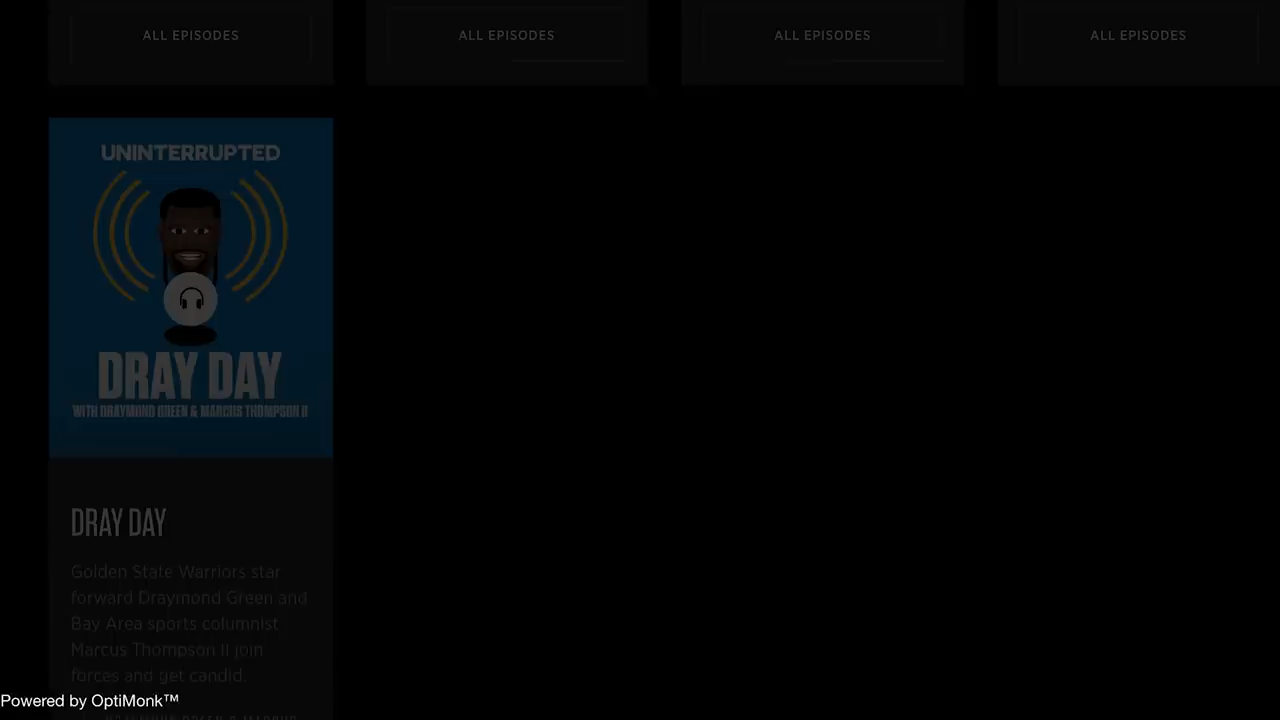 ALL EPISODES ALL EPISODES ALL EPISODES ALL EPISODES
UNINTERRUPTED
DRAY DAY
WITH DRAYMOND GREEN & MARCUS THOMPSON II
DRAY DAY
Golden State Warriors star
forward Draymond Green and
Bay Area sports columnist
Marcus Thompson II join
forces and get candid.
Powered by OptiMonk™